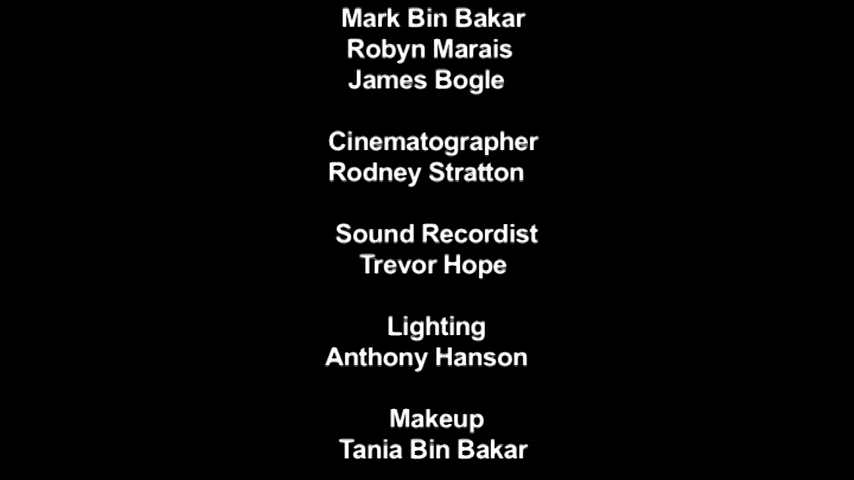 Mark Bin Bakar
Robyn Marais
James Bogle
Cinematographer
Rodney Stratton
Sound Recordist
Trevor Hope
Lighting
Anthony Hanson
Makeup
Tania Bin Bakar